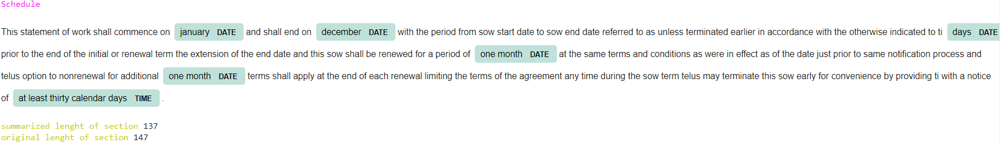 Schedule
This statement of work shall commence on january DATE and shall end on december DATE with the period from sow start date to sow end date referred to as unless terminated earlier in accordance with the otherwise indicated to ti days DATE
prior to the end of the initial or renewal term the extension of the end date and this sow shall be renewed for a period of one month DATE at the same terms and conditions as were in effect as of the date just prior to same notification process and
telus option to nonrenewal for additional one month DATE terms shall apply at the end of each renewal limiting the terms of the agreement any time during the sow term telus may terminate this sow early for convenience by providing ti with a notice
of at least thirty calendar days TIME .
summarized lenght of section 137
original lenght of section 147